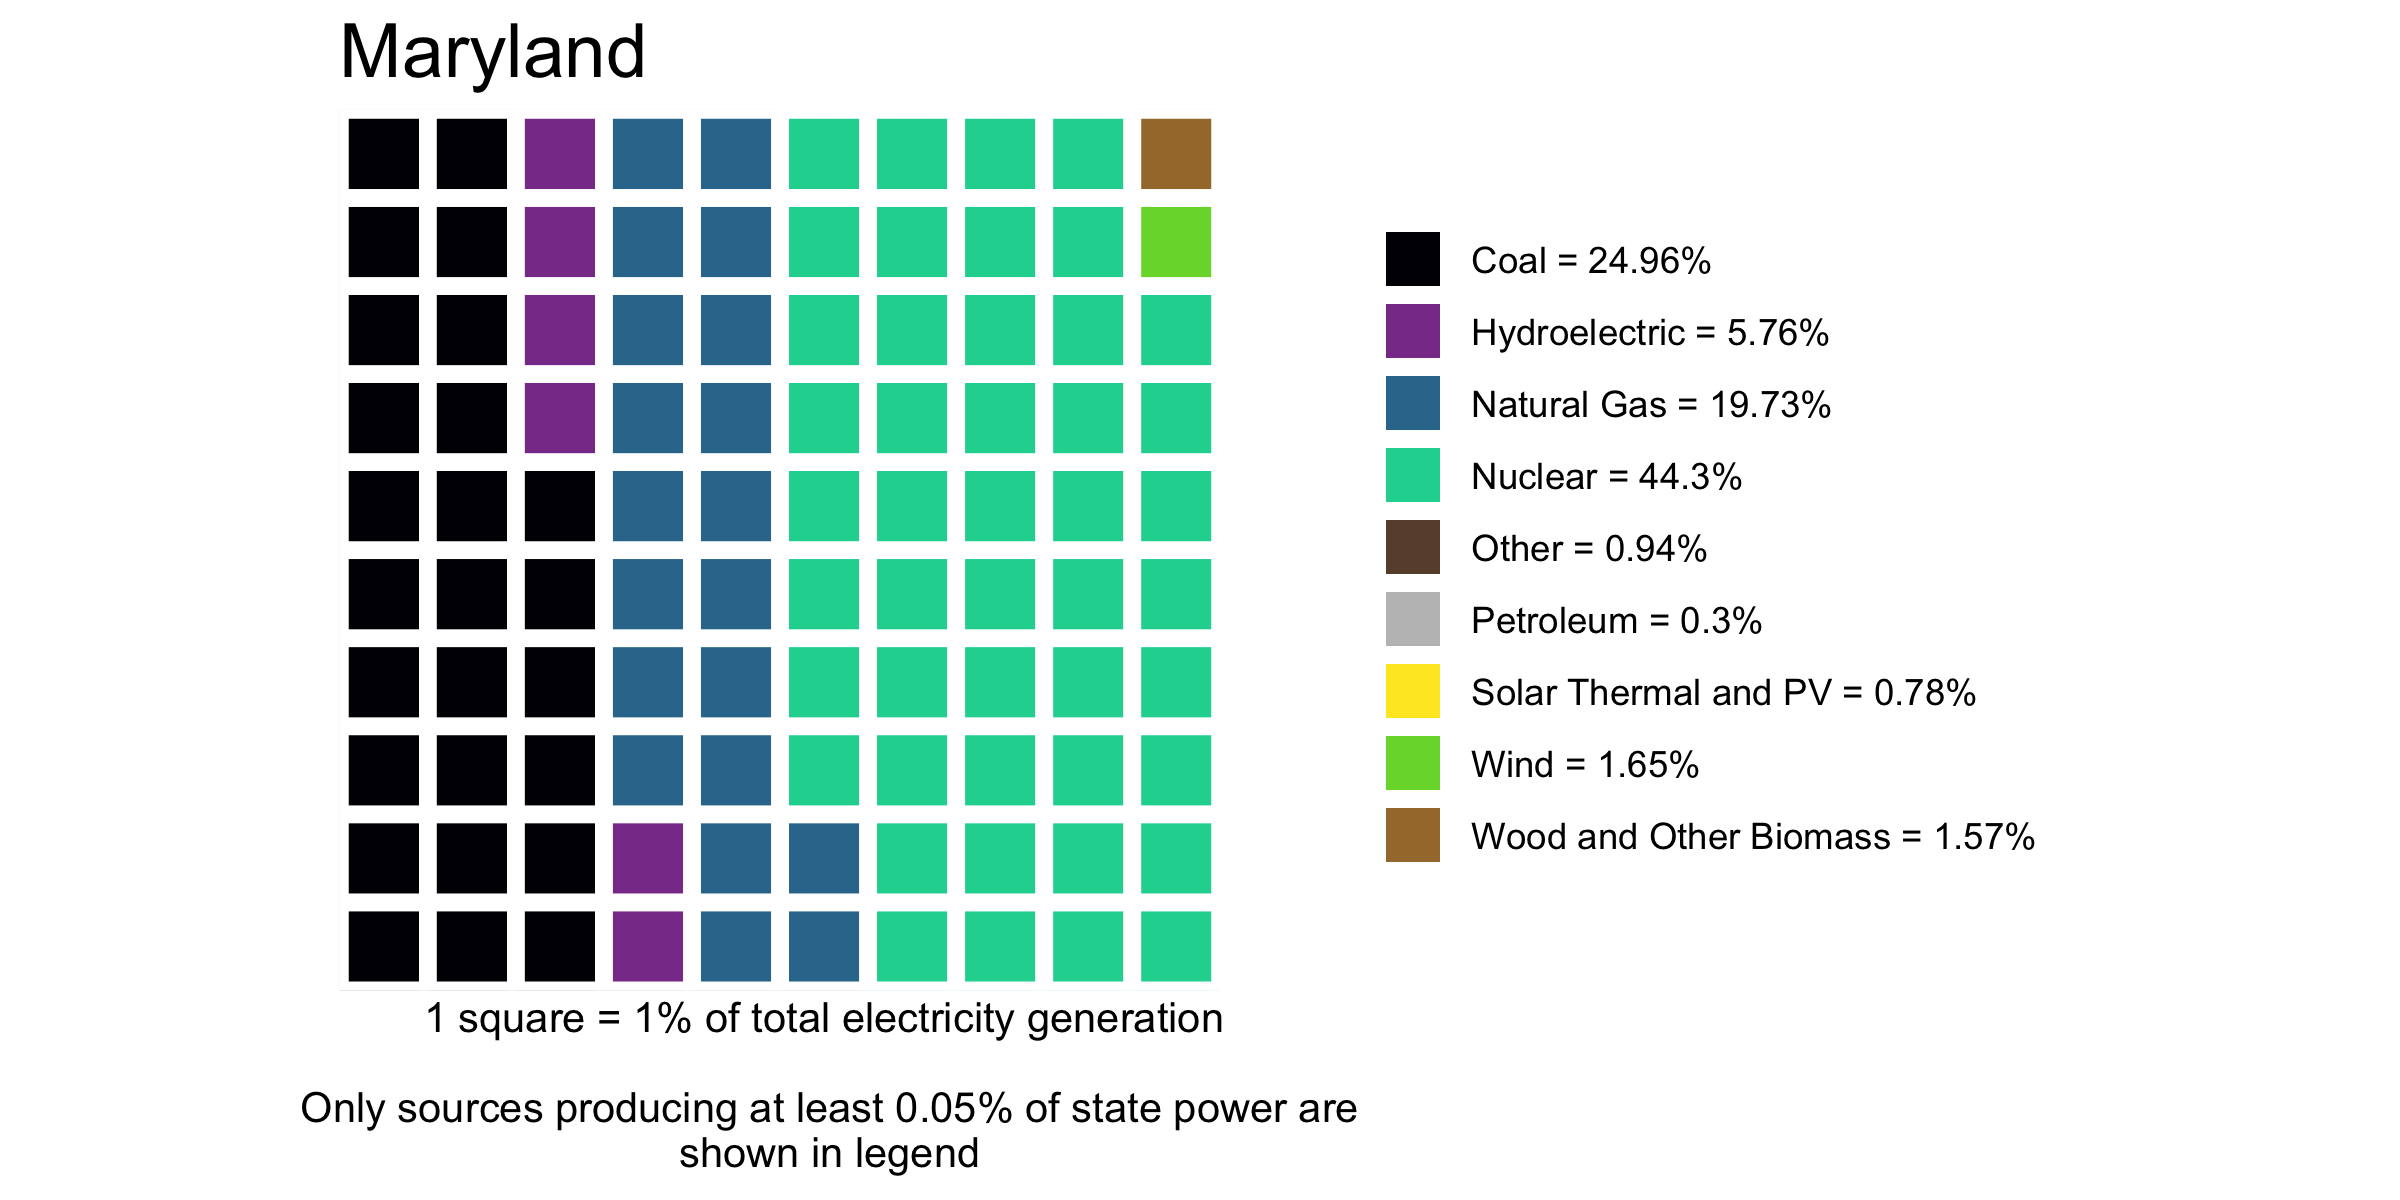 Maryland
Coal = 24.96%
Hydroelectric = 5.76%
Natural Gas = 19.73%
Nuclear = 44.3%
Other = 0.94%
Petroleum = 0.3%
Solar Thermal and PV = 0.78%
Wind = 1.65%
Wood and Other Biomass = 1.57%
1 square = 1% of total electricity generation
Only sources producing at least 0.05% of state power are
shown in legend